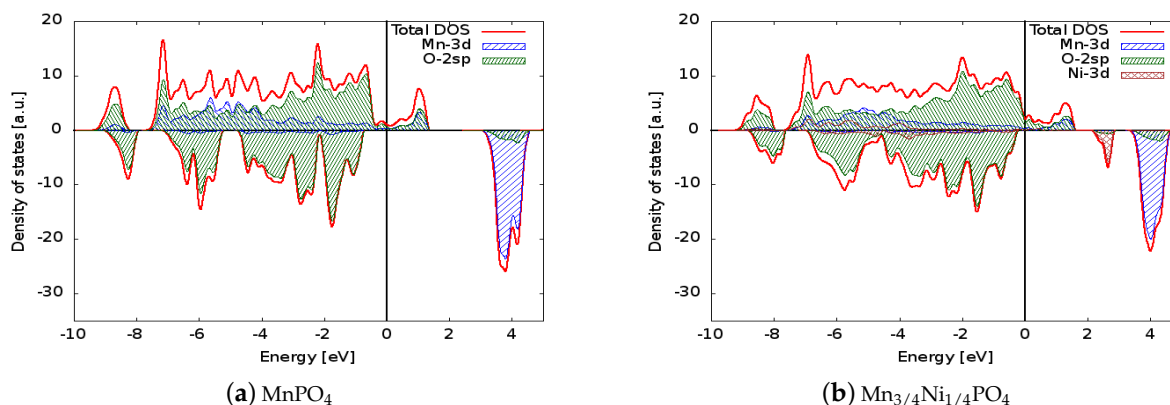 Total DOS
Mn-3d
O-2sp
20
10
0
-10
-20
-30
Density of states [a.u.]
-10 -8 -6 -4 -2 0 2 4
Energy [eV]
(a) MnPO4
Total DOS
Mn-3d
O-2sp
Ni-3d
20
10
0
-10
-20
-30
Density of states [a.u.]
-10 -8 -6 -4 -2 0 2 4
Energy [eV]
(b) Mn3/4Ni1/4PO4